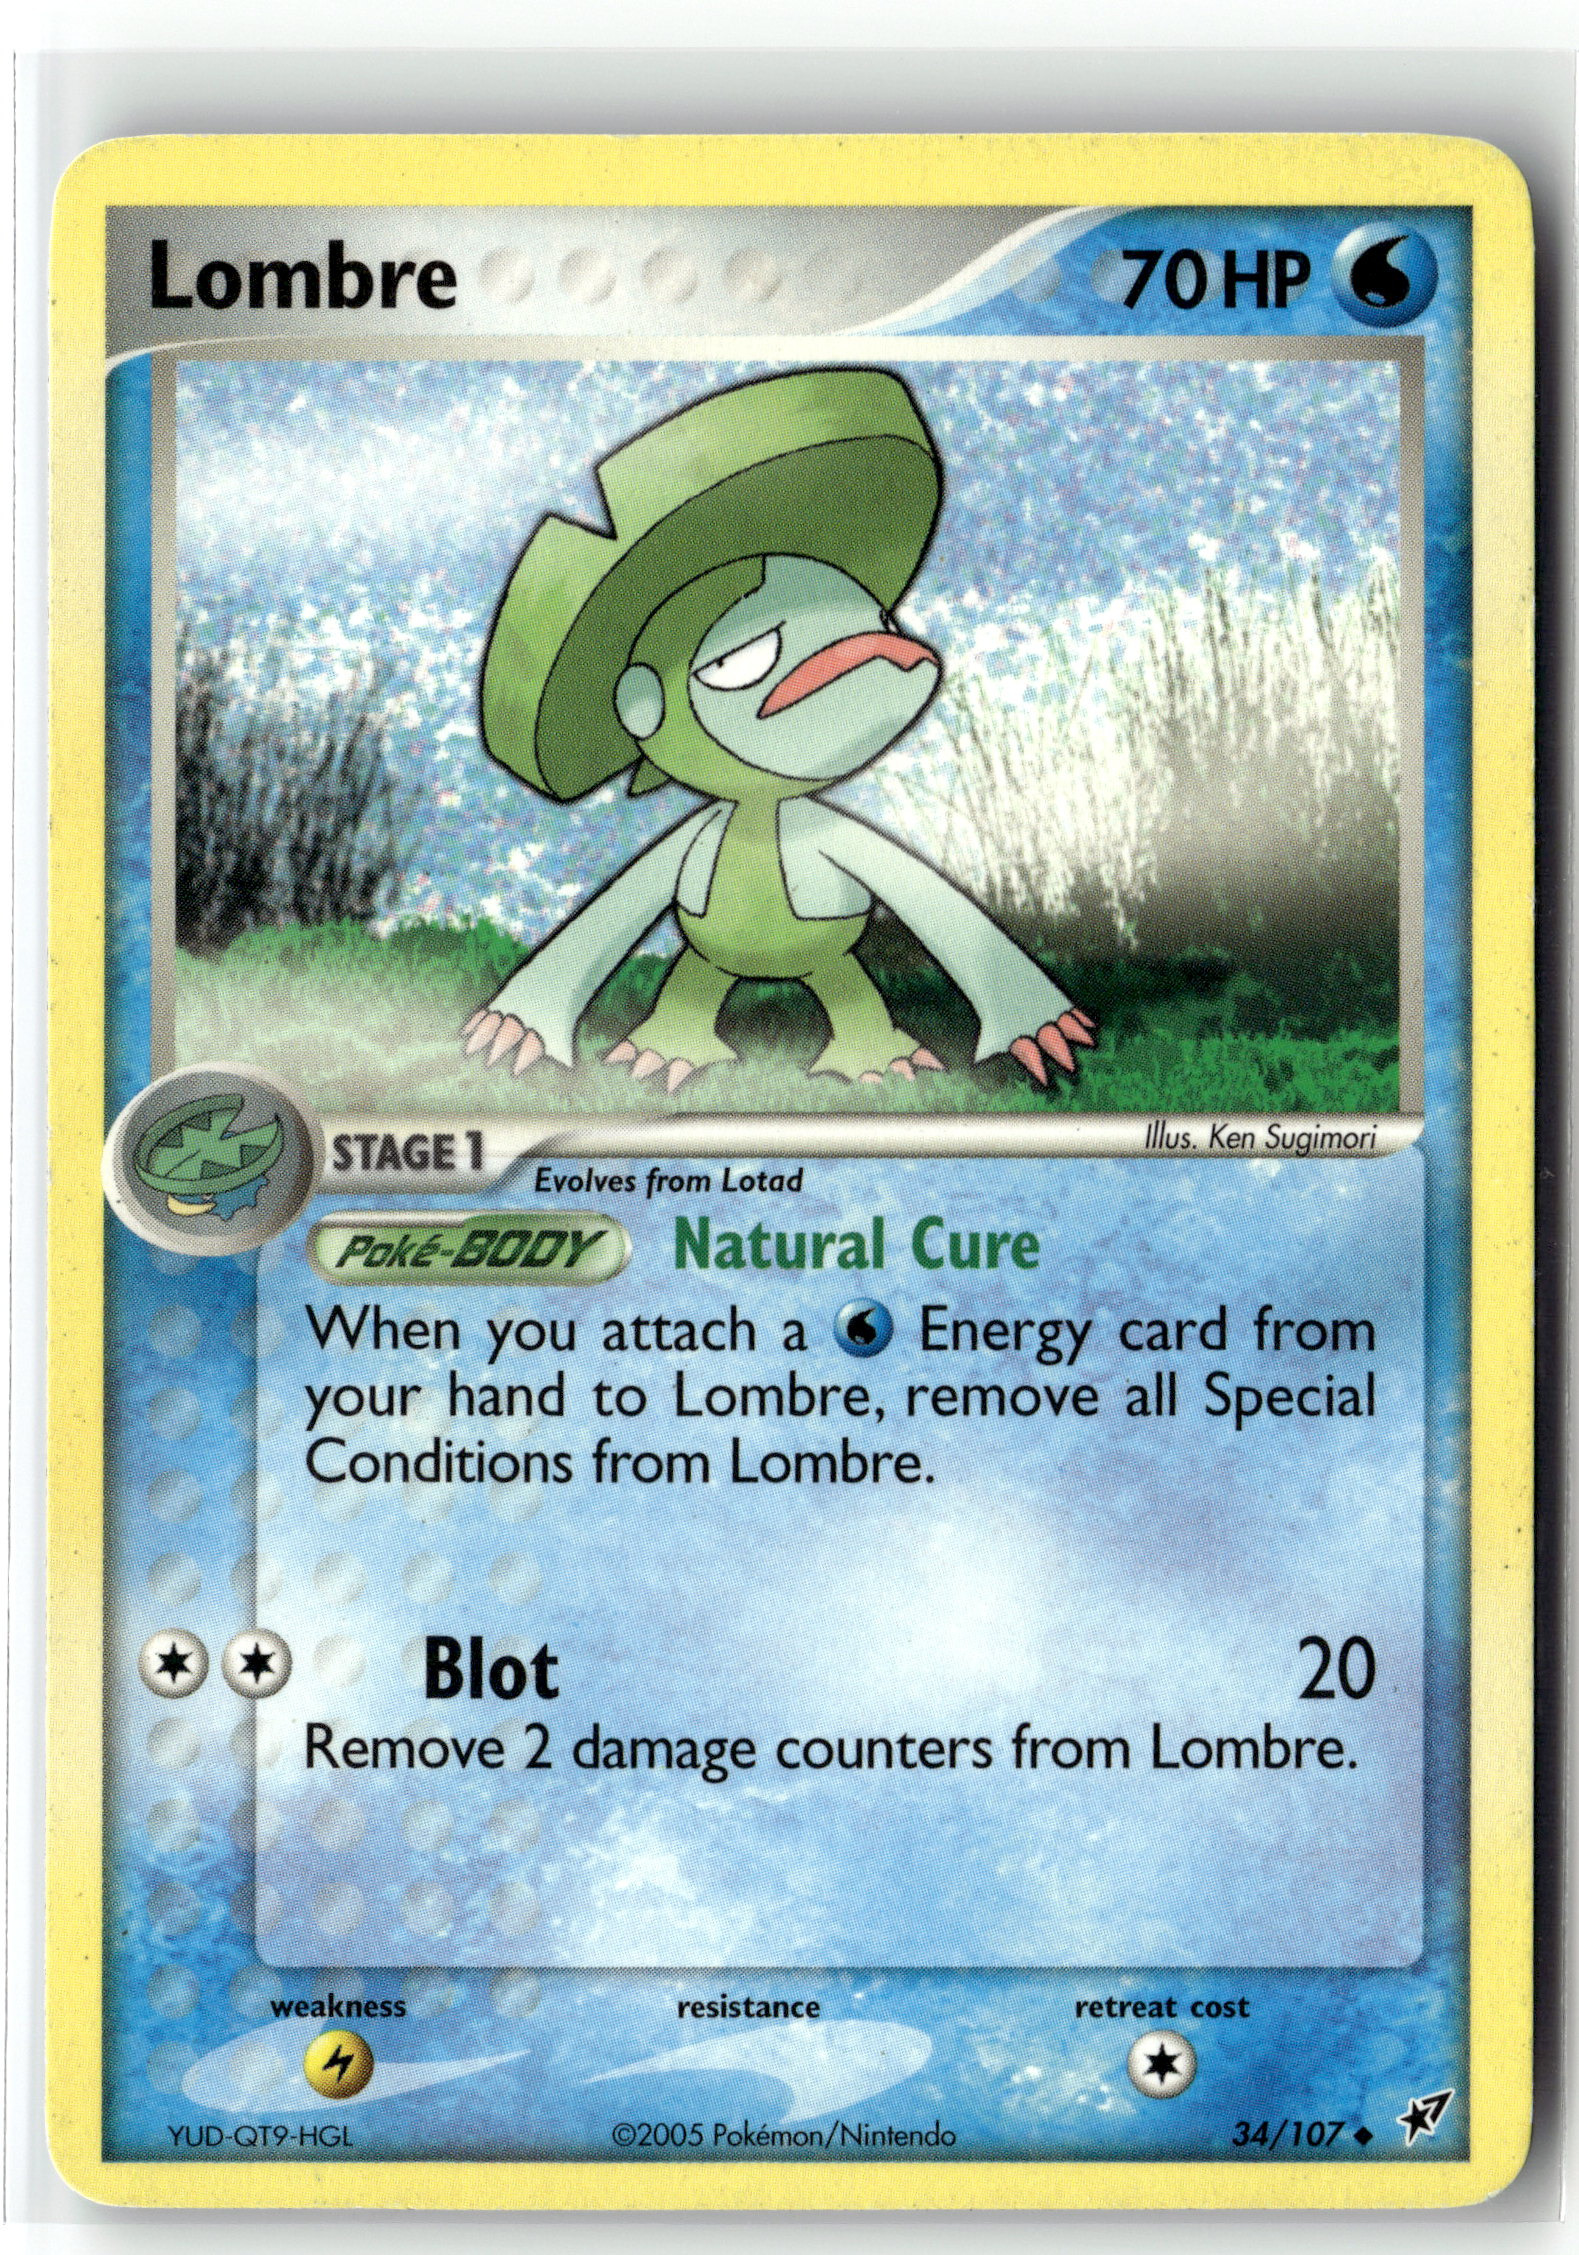 Lombre
70 HP
Illus. Ken Sugimori
STAGE 1
Evolves from Lotad
Poké-BODY Natural Cure
When you attach a Energy card from
your hand to Lombre, remove all Special
Conditions from Lombre.
Blot 20
Remove 2 damage counters from Lombre.
weakness resistance retreat cost
YUD-QT9-HGL ©2005 Pokémon/Nintendo 34/107